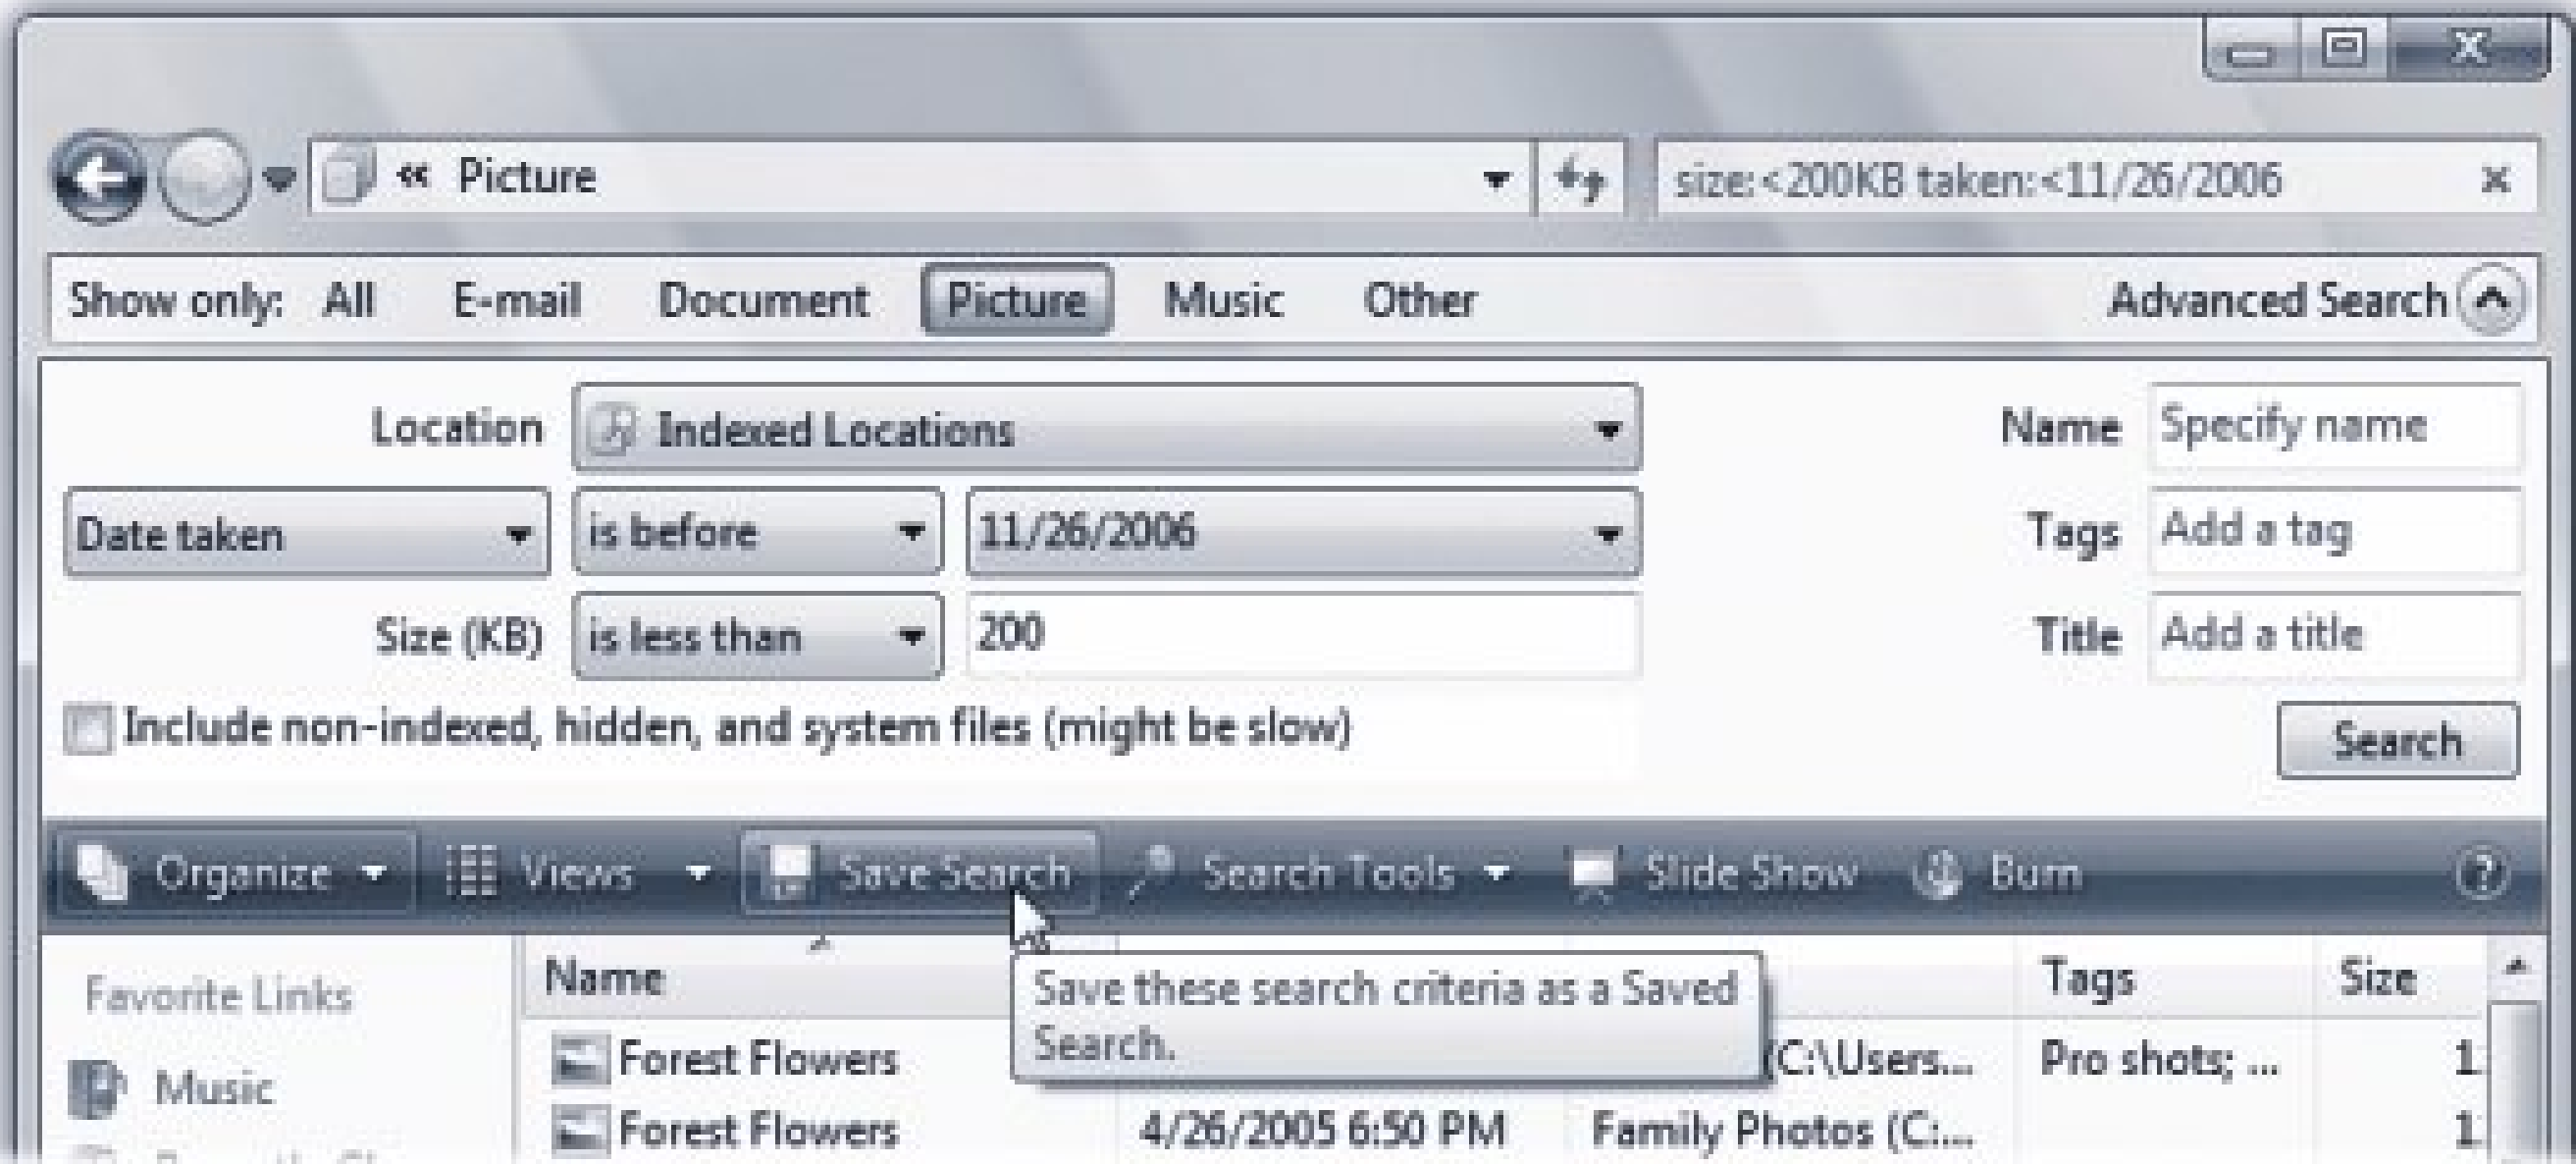 « Picture
size:<200KB taken:<11/26/2006
Show only: All E-mail Document Picture Music Other Advanced Search
Location Indexed Locations Name Specify name
Date taken is before 11/26/2006 Tags Add a tag
Size (KB) is less than 200 Title Add a title
Include non-indexed, hidden, and system files (might be slow)
Search
Organize Views Save Search Search Tools Slide Show Burn ?
Favorite Links
Name Tags Size
Save these search criteria as a Saved
Search.
Forest Flowers (C:\Users... Pro shots; ... 1
Music
Forest Flowers 4/26/2005 6:50 PM Family Photos (C:... 1